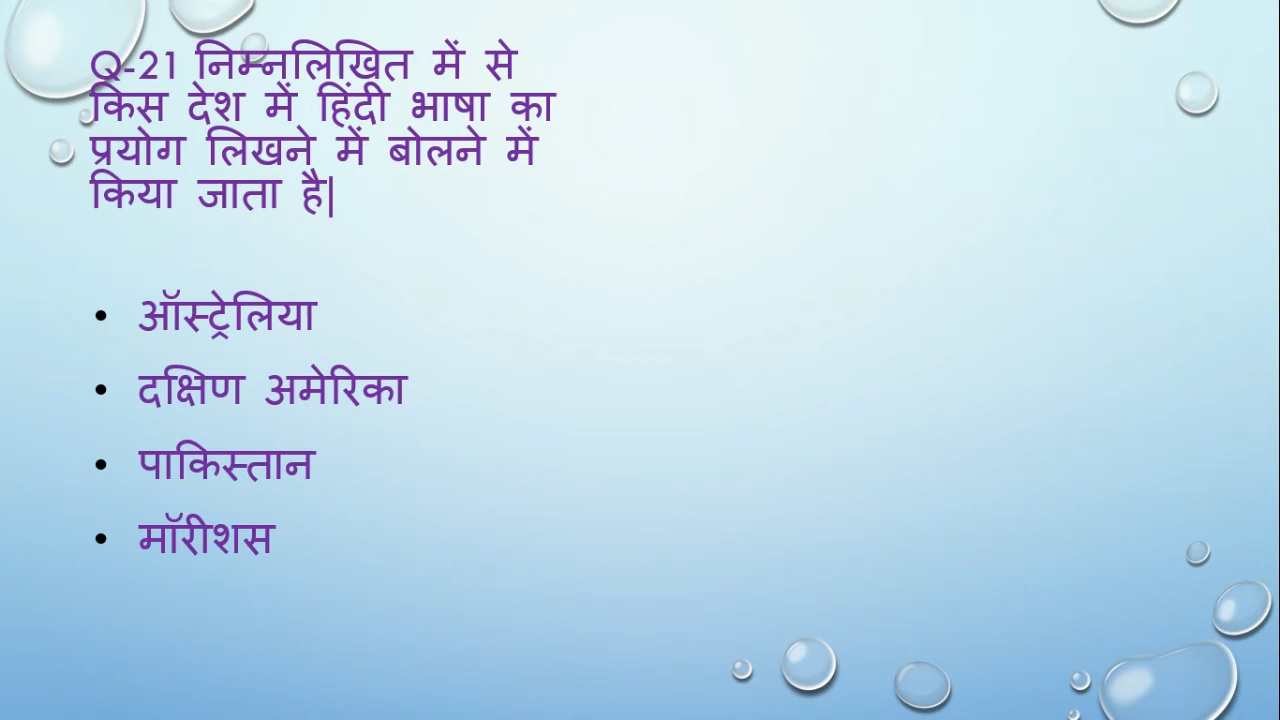 Q-21 निम्नलिखित में से
किस देश में हिंदी भाषा का
प्रयोग लिखने में बोलने में
किया जाता है|
• ऑस्ट्रेलिया
• दक्षिण अमेरिका
• पाकिस्तान
• मॉरीशस